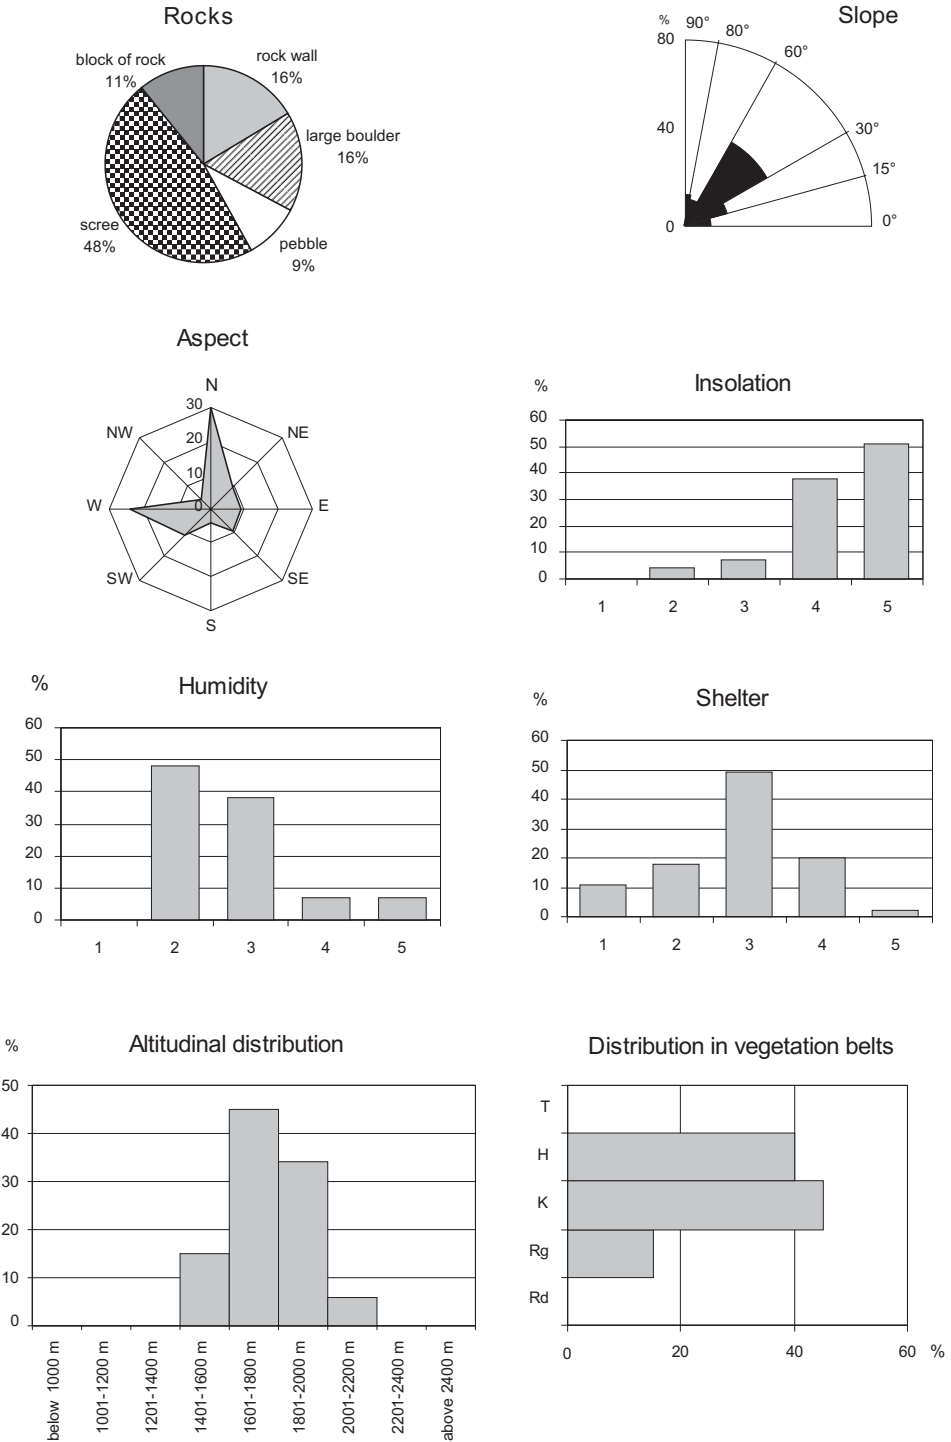 Rocks
block of rock
11%
rock wall
16%
large boulder
16%
scree
48%
pebble
9%
Slope
%
90°
80°
60°
30°
15°
0°
80
40
0
Aspect
N
NE
E
SE
S
SW
W
NW
30
20
10
0
Insolation
%
60
50
40
30
20
10
0
1 2 3 4 5
Humidity
%
60
50
40
30
20
10
0
1 2 3 4 5
Shelter
%
60
50
40
30
20
10
0
1 2 3 4 5
Altitudinal distribution
%
50
40
30
20
10
0
below 1000 m
1001-1200 m
1201-1400 m
1401-1600 m
1601-1800 m
1801-2000 m
2001-2200 m
2201-2400 m
above 2400 m
Distribution in vegetation belts
T
H
K
Rg
Rd
0 20 40 60 %